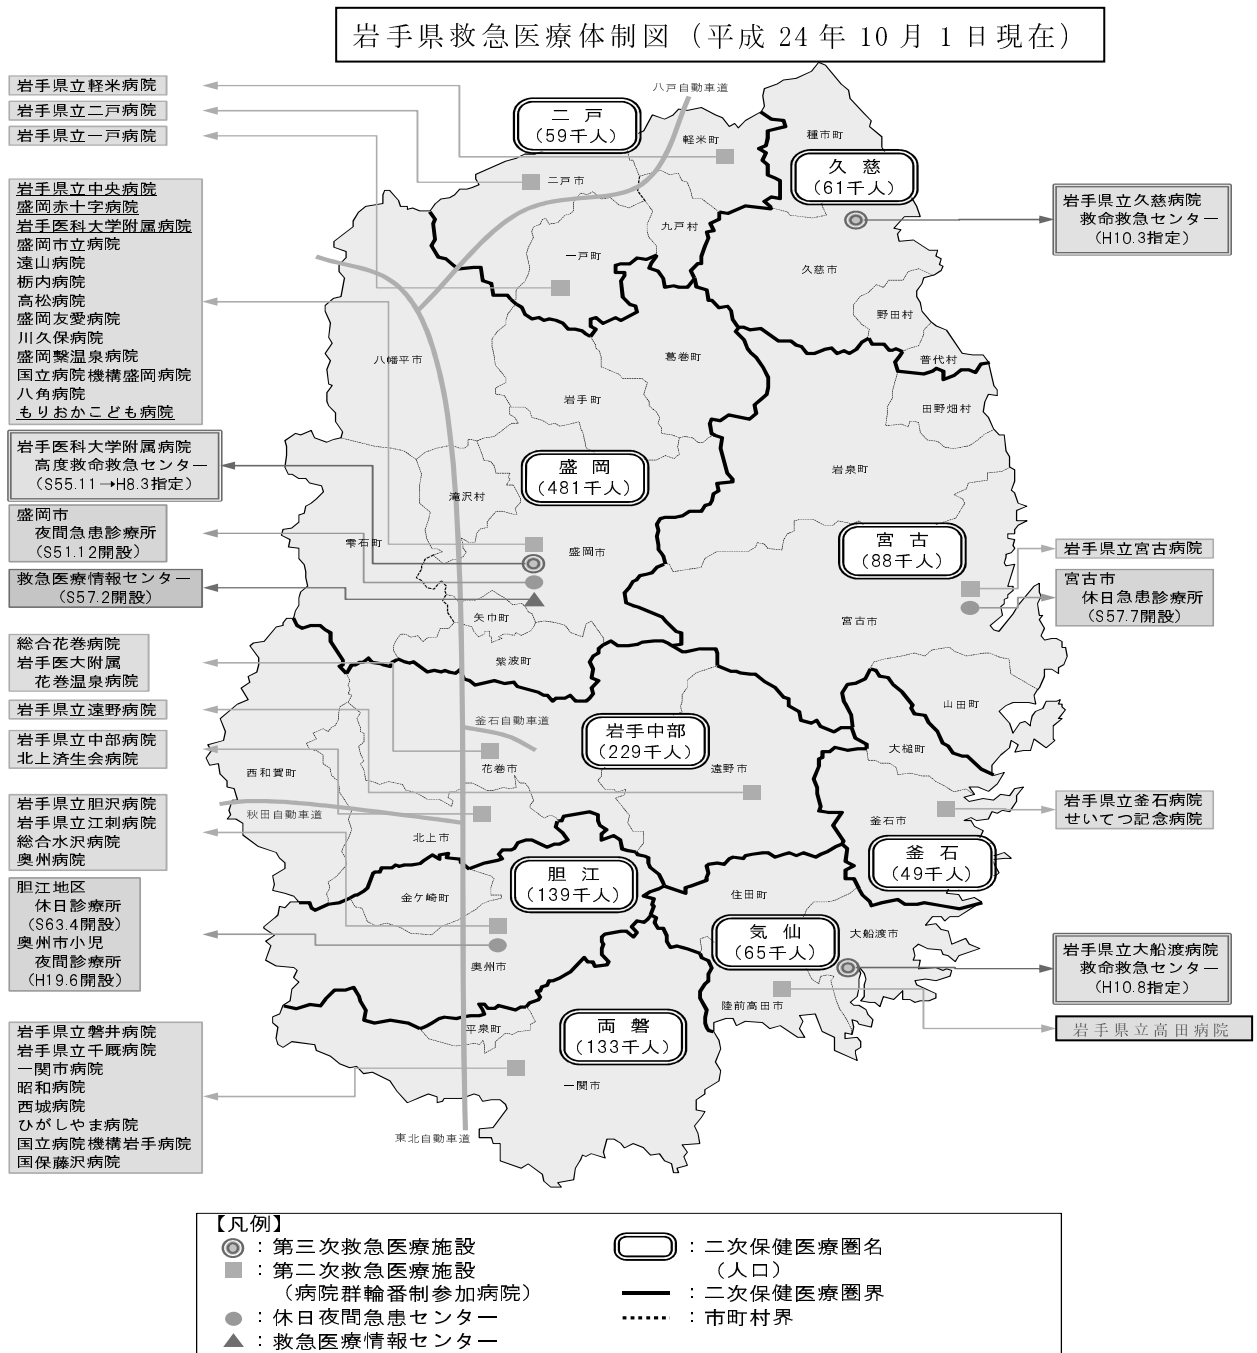 岩手県救急医療体制図（平成 24 年 10 月 1 日現在）
岩手県立軽米病院
岩手県立二戸病院
岩手県立一戸病院
岩手県立中央病院
盛岡赤十字病院
岩手医科大学附属病院
盛岡市立病院
遠山病院
栃内病院
高松病院
盛岡友愛病院
川久保病院
盛岡繋温泉病院
国立病院機構盛岡病院
八角病院
もりおかこども病院
岩手医科大学附属病院
高度救命救急センター
（S55.11→H8.3指定）
盛岡市
夜間急患診療所
（S51.12開設）
救急医療情報センター
（S57.2開設）
総合花巻病院
岩手医大附属
花巻温泉病院
岩手県立遠野病院
岩手県立中部病院
北上済生会病院
岩手県立胆沢病院
岩手県立江刺病院
総合水沢病院
奥州病院
胆江地区
休日診療所
（S63.4開設）
奥州市小児
夜間診療所
（H19.6開設）
岩手県立磐井病院
岩手県立千厩病院
一関市病院
昭和病院
西城病院
ひがしやま病院
国立病院機構岩手病院
国保藤沢病院
八戸自動車道
二 戸
（59千人）
軽米町
種市町
久 慈
（61千人）
二戸市
九戸村
一戸町
久慈市
野田村
普代村
八幡平市
葛巻町
岩手町
田野畑村
盛 岡
（481千人）
岩泉町
滝沢村
雫石町
盛岡市
宮 古
（88千人）
矢巾町
宮古市
紫波町
山田町
釜石自動車道
岩手中部
（229千人）
大槌町
花巻市
遠野市
西和賀町
秋田自動車道
北上市
釜石市
釜 石
（49千人）
胆 江
（139千人）
金ケ崎町
住田町
気 仙
（65千人）
大船渡市
奥州市
陸前高田市
平泉町
両 磐
（133千人）
一関市
東北自動車道
岩手県立久慈病院
救命救急センター
（H10.3指定）
岩手県立宮古病院
宮古市
休日急患診療所
（S57.7開設）
岩手県立釜石病院
せいてつ記念病院
岩手県立大船渡病院
救命救急センター
（H10.8指定）
岩手県立高田病院
【凡例】
：第三次救急医療施設
：第二次救急医療施設
（病院群輪番制参加病院）
：休日夜間急患センター
：救急医療情報センター
：二次保健医療圏名
（人口）
：二次保健医療圏界
：市町村界